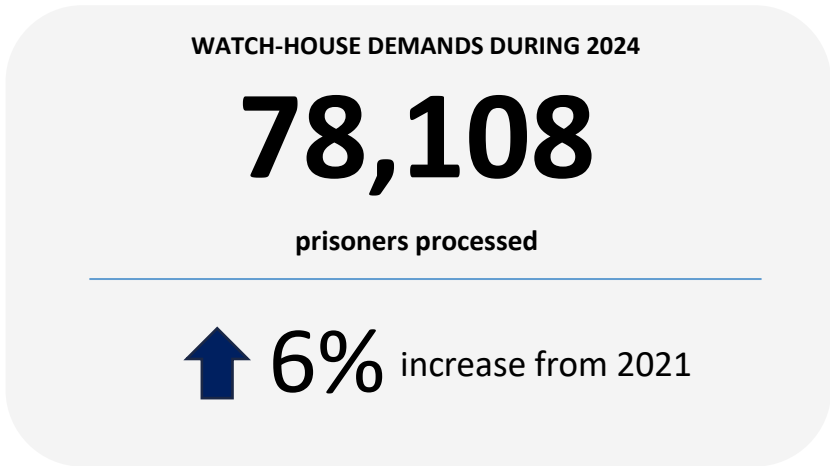 WATCH-HOUSE DEMANDS DURING 2024
78,108
prisoners processed
6% increase from 2021